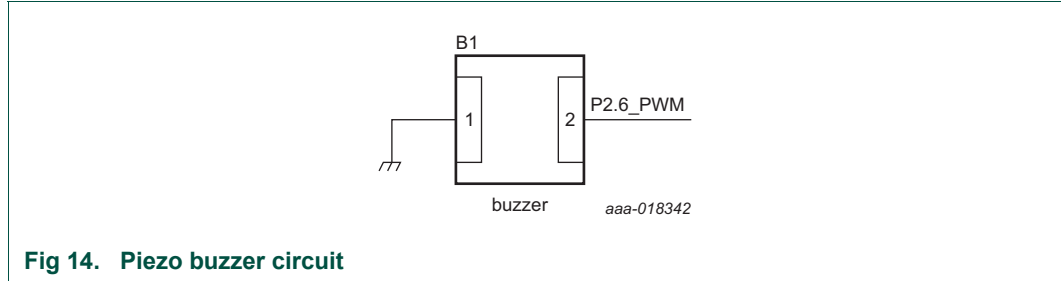 B1
1
2
P2.6_PWM
buzzer
aaa-018342
Fig 14. Piezo buzzer circuit